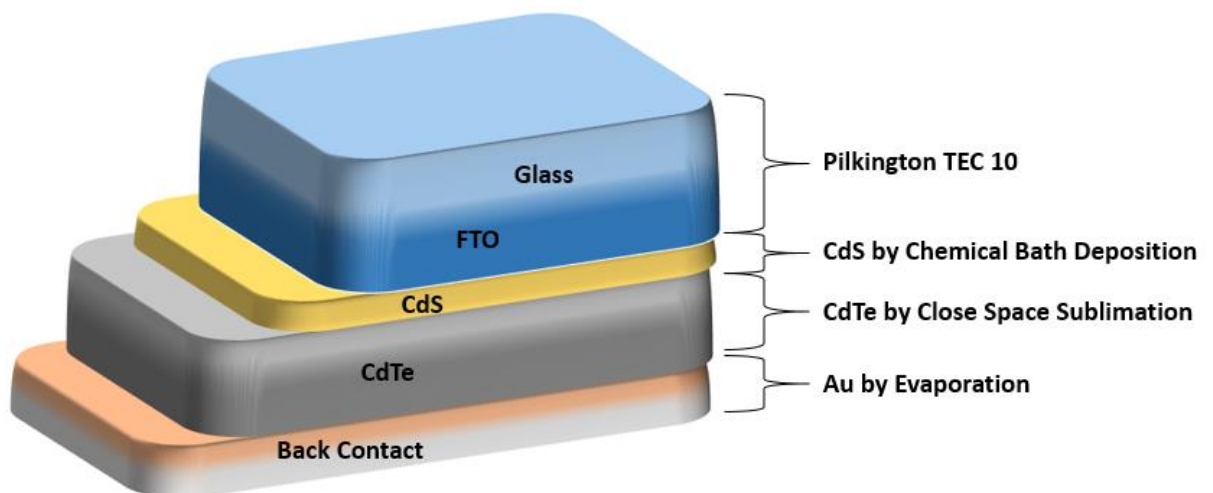 Glass
Pilkington TEC 10
FTO
CdS by Chemical Bath Deposition
CdS
CdTe by Close Space Sublimation
CdTe
Au by Evaporation
Back Contact